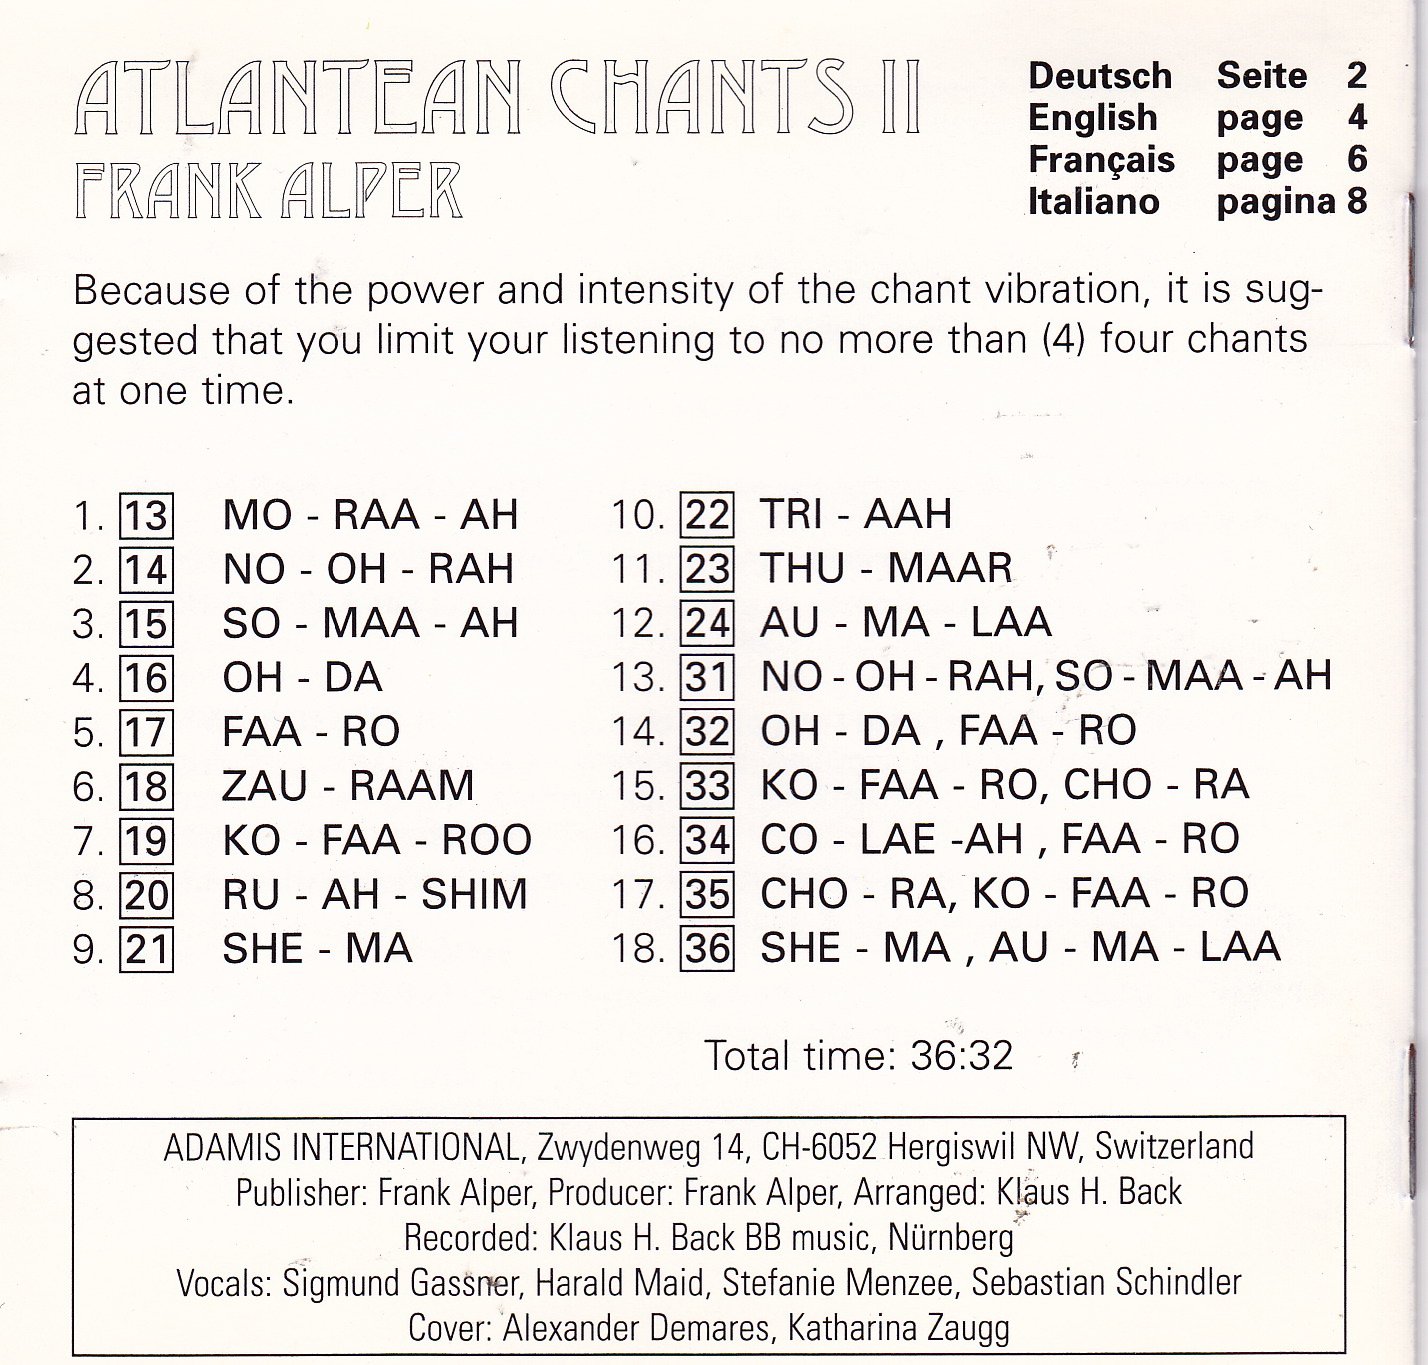 ATLANTEAN CHANTS II
FRANK ALPER
Deutsch Seite 2
English page 4
Français page 6
Italiano pagina 8
Because of the power and intensity of the chant vibration, it is sug-
gested that you limit your listening to no more than (4) four chants
at one time.
1. 13 MO - RAA - AH
2. 14 NO - OH - RAH
3. 15 SO - MAA - AH
4. 16 OH - DA
5. 17 FAA - RO
6. 18 ZAU - RAAM
7. 19 KO - FAA - ROO
8. 20 RU - AH - SHIM
9. 21 SHE - MA
10. 22 TRI - AAH
11. 23 THU - MAAR
12. 24 AU - MA - LAA
13. 31 NO - OH - RAH, SO - MAA - AH
14. 32 OH - DA , FAA - RO
15. 33 KO - FAA - RO, CHO - RA
16. 34 CO - LAE -AH , FAA - RO
17. 35 CHO - RA, KO - FAA - RO
18. 36 SHE - MA , AU - MA - LAA
Total time: 36:32
ADAMIS INTERNATIONAL, Zwydenweg 14, CH-6052 Hergiswil NW, Switzerland
Publisher: Frank Alper, Producer: Frank Alper, Arranged: Klaus H. Back
Recorded: Klaus H. Back BB music, Nürnberg
Vocals: Sigmund Gassner, Harald Maid, Stefanie Menzee, Sebastian Schindler
Cover: Alexander Demares, Katharina Zaugg